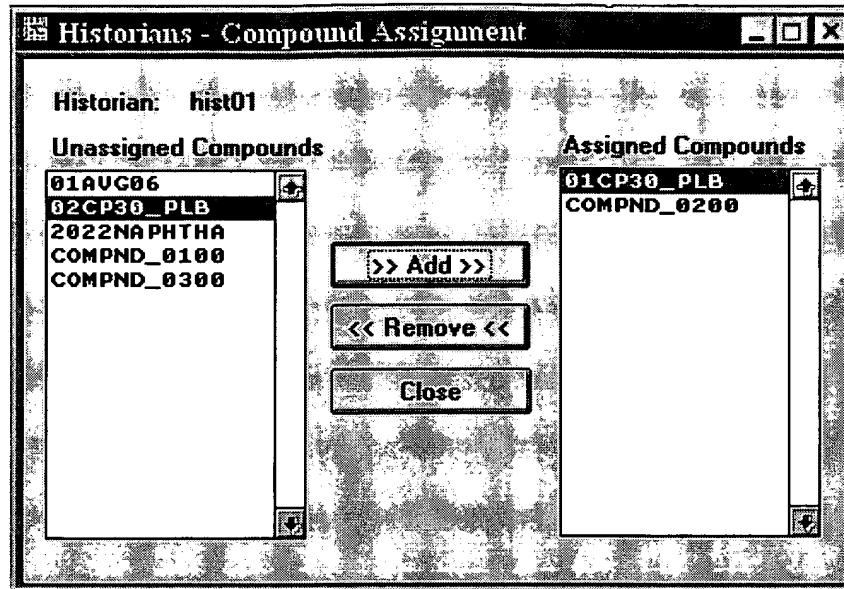 Historians - Compound Assignment
Historian: hist01
Unassigned Compounds
01AVG06
02CP30_PLB
2022NAPHTHA
COMPND_0100
COMPND_0300
>> Add >>
<< Remove <<
Close
Assigned Compounds
01CP30_PLB
COMPND_0200